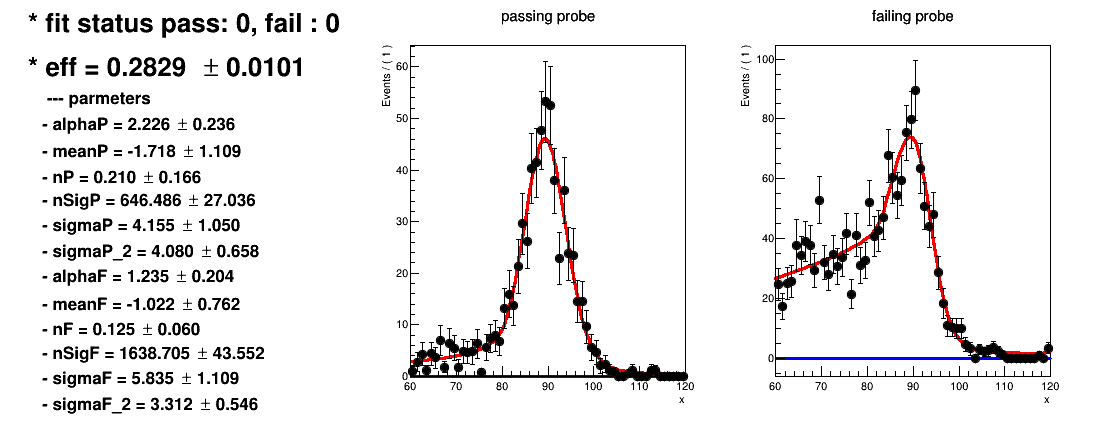 * fit status pass: 0, fail : 0
* eff = 0.2829 ± 0.0101
--- parmeters
- alphaP = 2.226 ± 0.236
- meanP = -1.718 ± 1.109
- nP = 0.210 ± 0.166
- nSigP = 646.486 ± 27.036
- sigmaP = 4.155 ± 1.050
- sigmaP_2 = 4.080 ± 0.658
- alphaF = 1.235 ± 0.204
- meanF = -1.022 ± 0.762
- nF = 0.125 ± 0.060
- nSigF = 1638.705 ± 43.552
- sigmaF = 5.835 ± 1.109
- sigmaF_2 = 3.312 ± 0.546
passing probe
Events / ( 1 )
60
50
40
30
20
10
0
60 70 80 90 100 110 120
x
failing probe
Events / ( 1 )
100
80
60
40
20
0
60 70 80 90 100 110 120
x